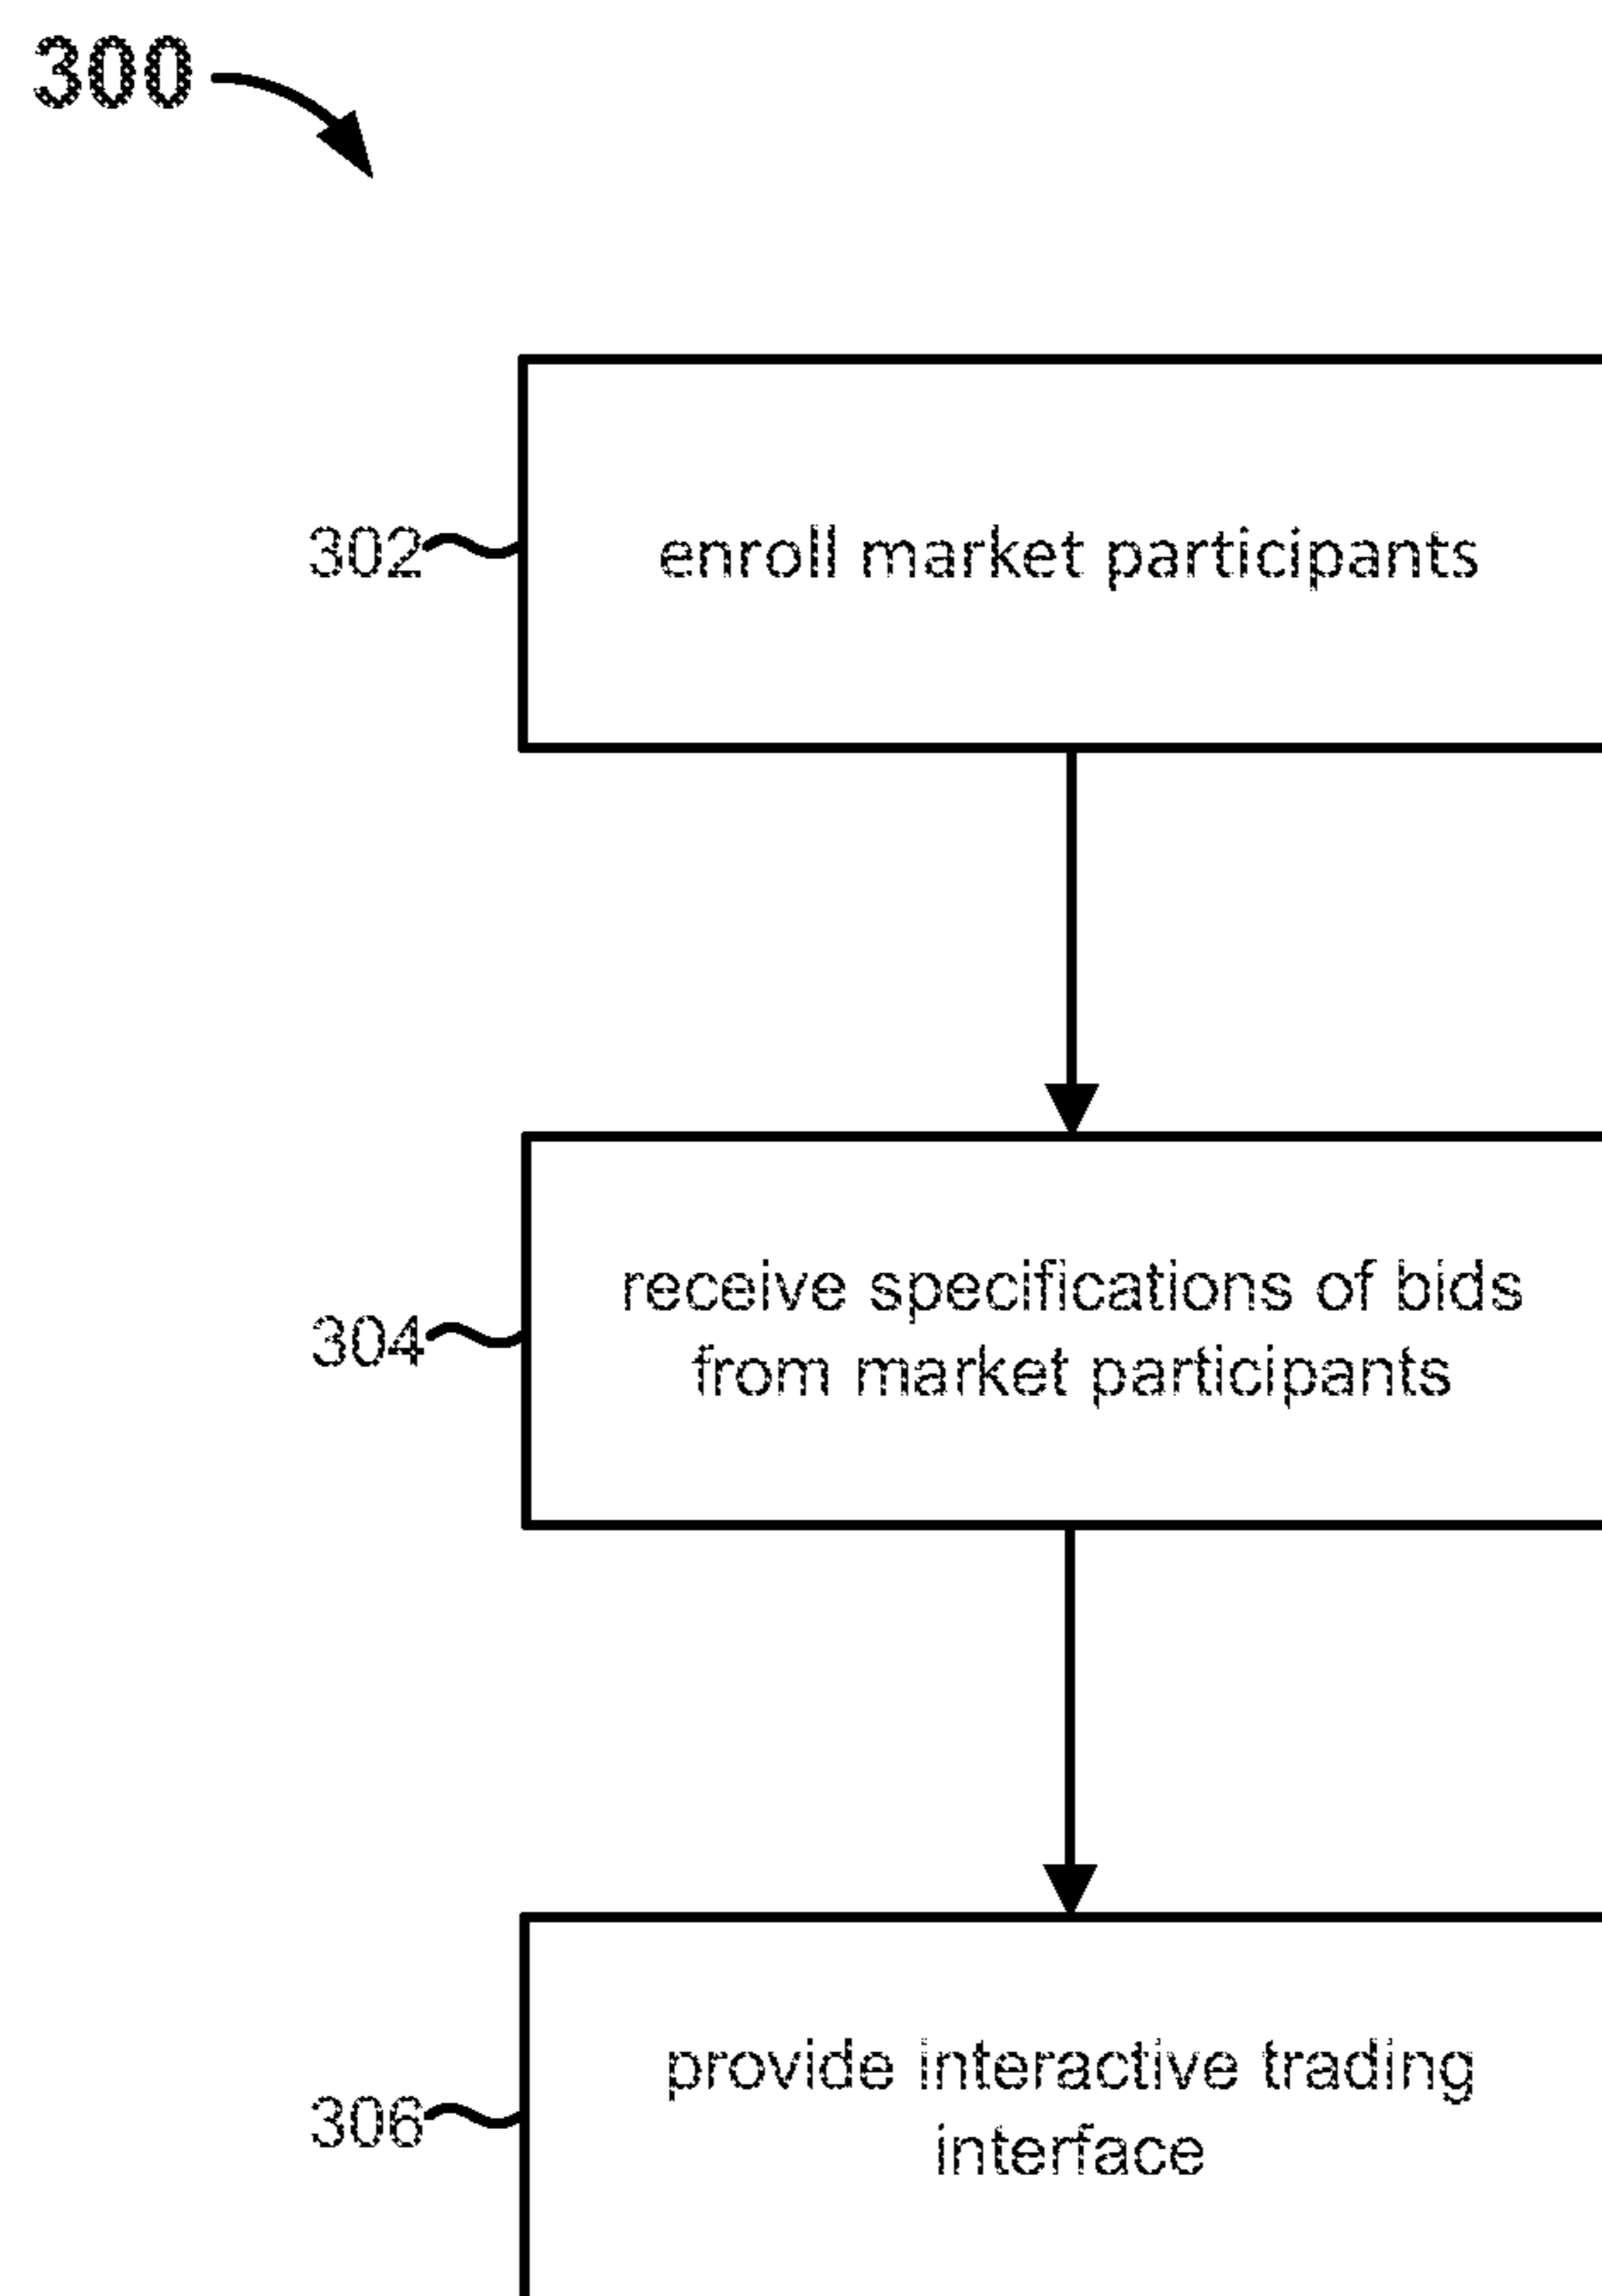 300
302
enroll market participants
304
receive specifications of bids
from market participants
306
provide interactive trading
interface